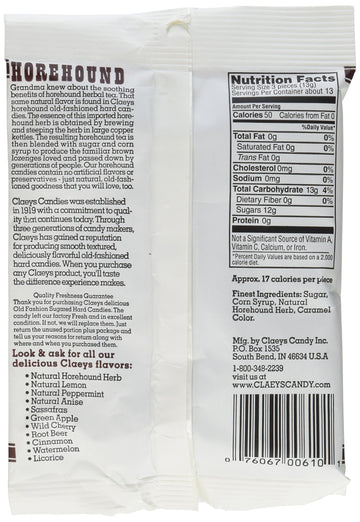 HOREHOUND
Grandma knew about the soothing
benefits of horehound herbal tea. That
same natural flavor is found in Claeys
horehound old-fashioned hard can-
dies. The essence of this imported hore-
hound herb is obtained by brewing
and steeping the herb in large copper
kettles. The resulting horehound tea is
then blended with sugar and corn
syrup to produce the familiar brown
lozenges loved and passed down by
generations of people. Our horehound
candies contain no artificial flavors or
preservatives - just natural, old-fash-
ioned goodness that you will love, too.
Claeys Candies was established
in 1919 with a commitment to qual-
ity that continues today. Through
three generations of candy makers,
Claeys has gained a reputation
for producing smooth textured,
deliciously flavorful old-fashioned
hard candies. When you purchase
any Claeys product, you'll taste
the difference experience makes.
Quality Freshness Guarantee
Thank you for purchasing Claeys delicious
Old Fashion Sugared Hard Candies. The
candy left our factory Fresh and in excellent
condition. If not, we will replace them. Just
return the unused portion plus package and
tell us your reasons for return along with
where and when you purchased them.
Look & ask for all our
delicious Claeys flavors:
• Natural Horehound Herb
• Natural Lemon
• Natural Peppermint
• Natural Anise
• Sassafras
• Green Apple
• Wild Cherry
• Root Beer
• Cinnamon
• Watermelon
• Licorice
Nutrition Facts
Serving Size 3 pieces (13g)
Servings Per Container about 13
Amount Per Serving
Calories 50 Calories from Fat 0
%Daily Value*
Total Fat 0g 0%
Saturated Fat 0g 0%
Trans Fat 0g
Cholesterol 0mg 0%
Sodium 0mg 0%
Total Carbohydrate 13g 4%
Dietary Fiber 0g 0%
Sugars 12g
Protein 0g
Not a Significant Source of Vitamin A,
Vitamin C, Calcium, or Iron.
*Percent Daily Values are based on a 2,000
calorie diet.
Approx. 17 calories per piece
Finest Ingredients: Sugar,
Corn Syrup, Natural
Horehound Herb, Caramel
Color.
Mfg. by Claeys Candy Inc.
P.O. Box 1535
South Bend, IN 46634 U.S.A
1-800-348-2239
visit us at
www.CLAEYSCANDY.com
0 76067 00610 1